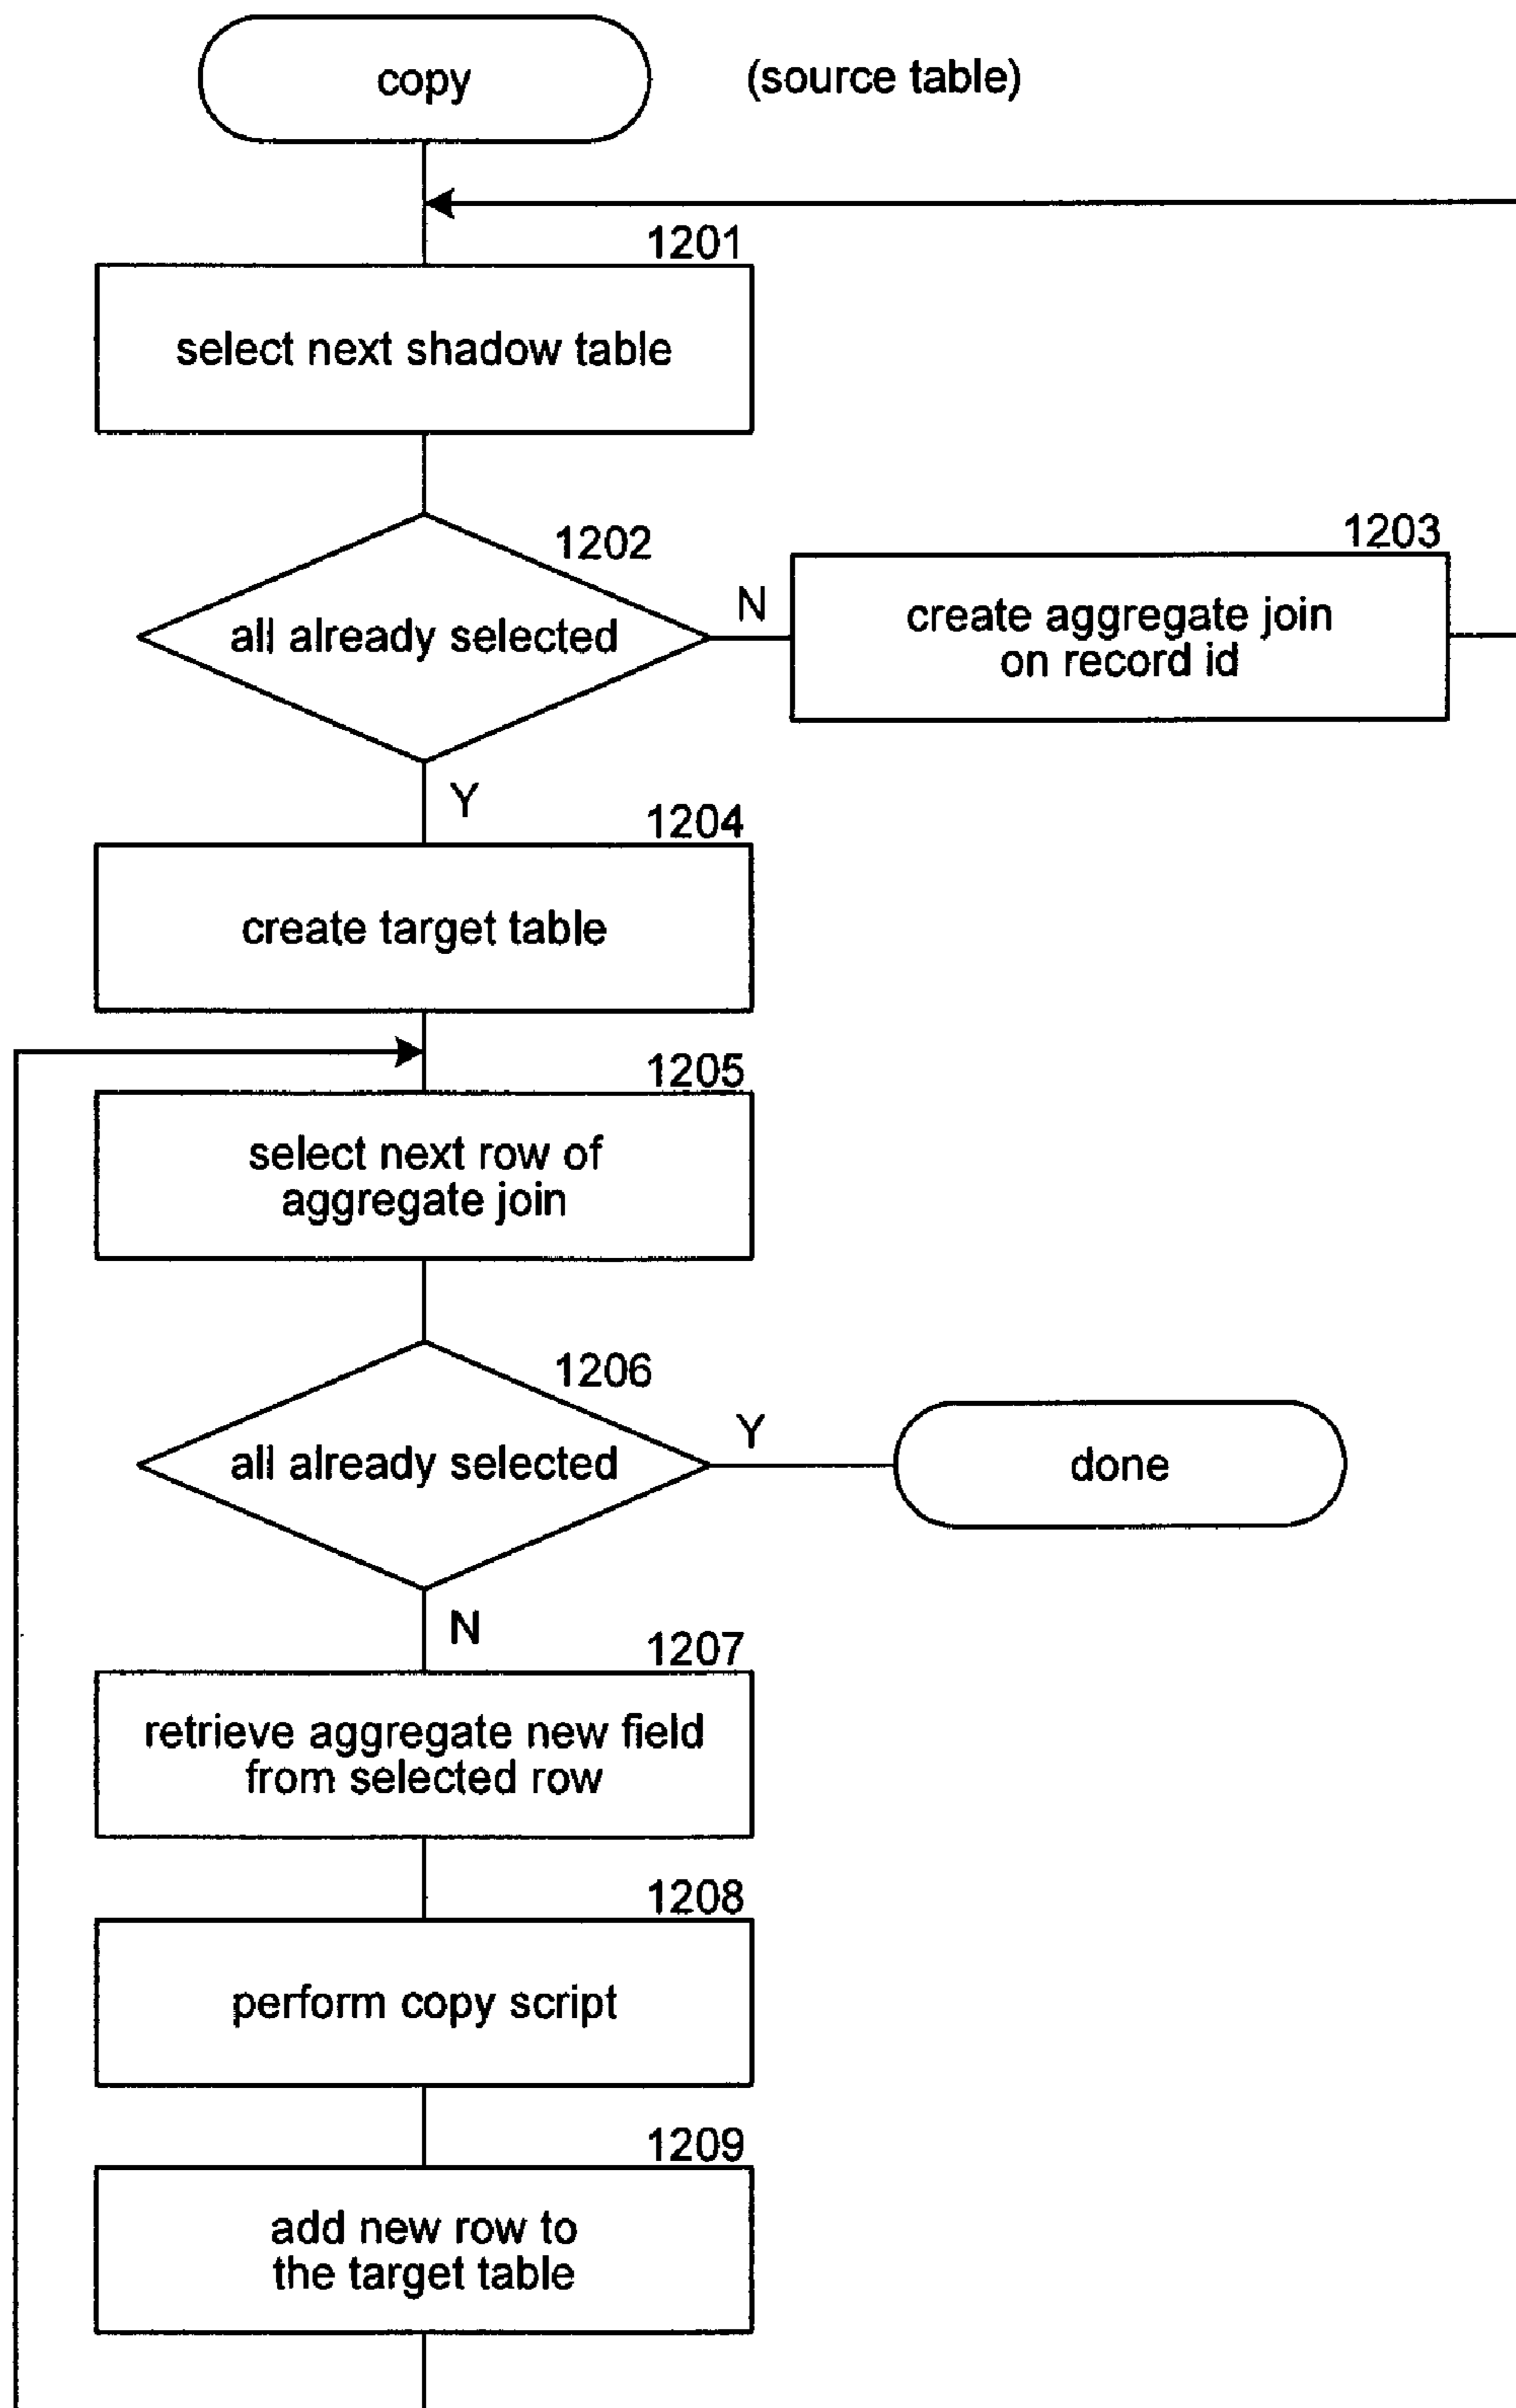 copy
(source table)
1201
select next shadow table
1202
all already selected
N
1203
create aggregate join
on record id
Y
1204
create target table
1205
select next row of
aggregate join
1206
all already selected
Y
done
N
1207
retrieve aggregate new field
from selected row
1208
perform copy script
1209
add new row to
the target table